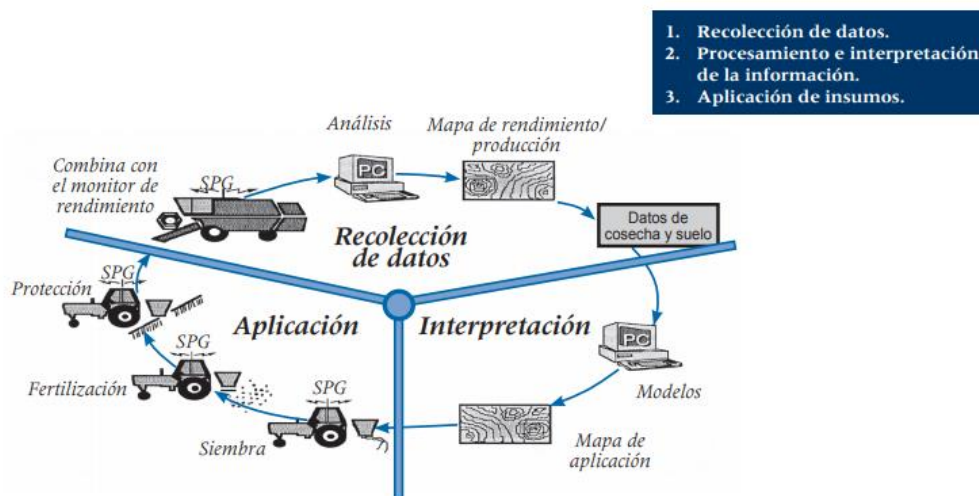 1. Recolección de datos.
2. Procesamiento e interpretación
de la información.
3. Aplicación de insumos.
Análisis
Mapa de rendimiento/
producción
Combina con
el monitor de
rendimiento
SPG
PC
Datos de
cosecha y suelo
Recolección
de datos
SPG
Protección
Aplicación
Interpretación
SPG
PC
Fertilización
SPG
Modelos
Siembra
Mapa de
aplicación